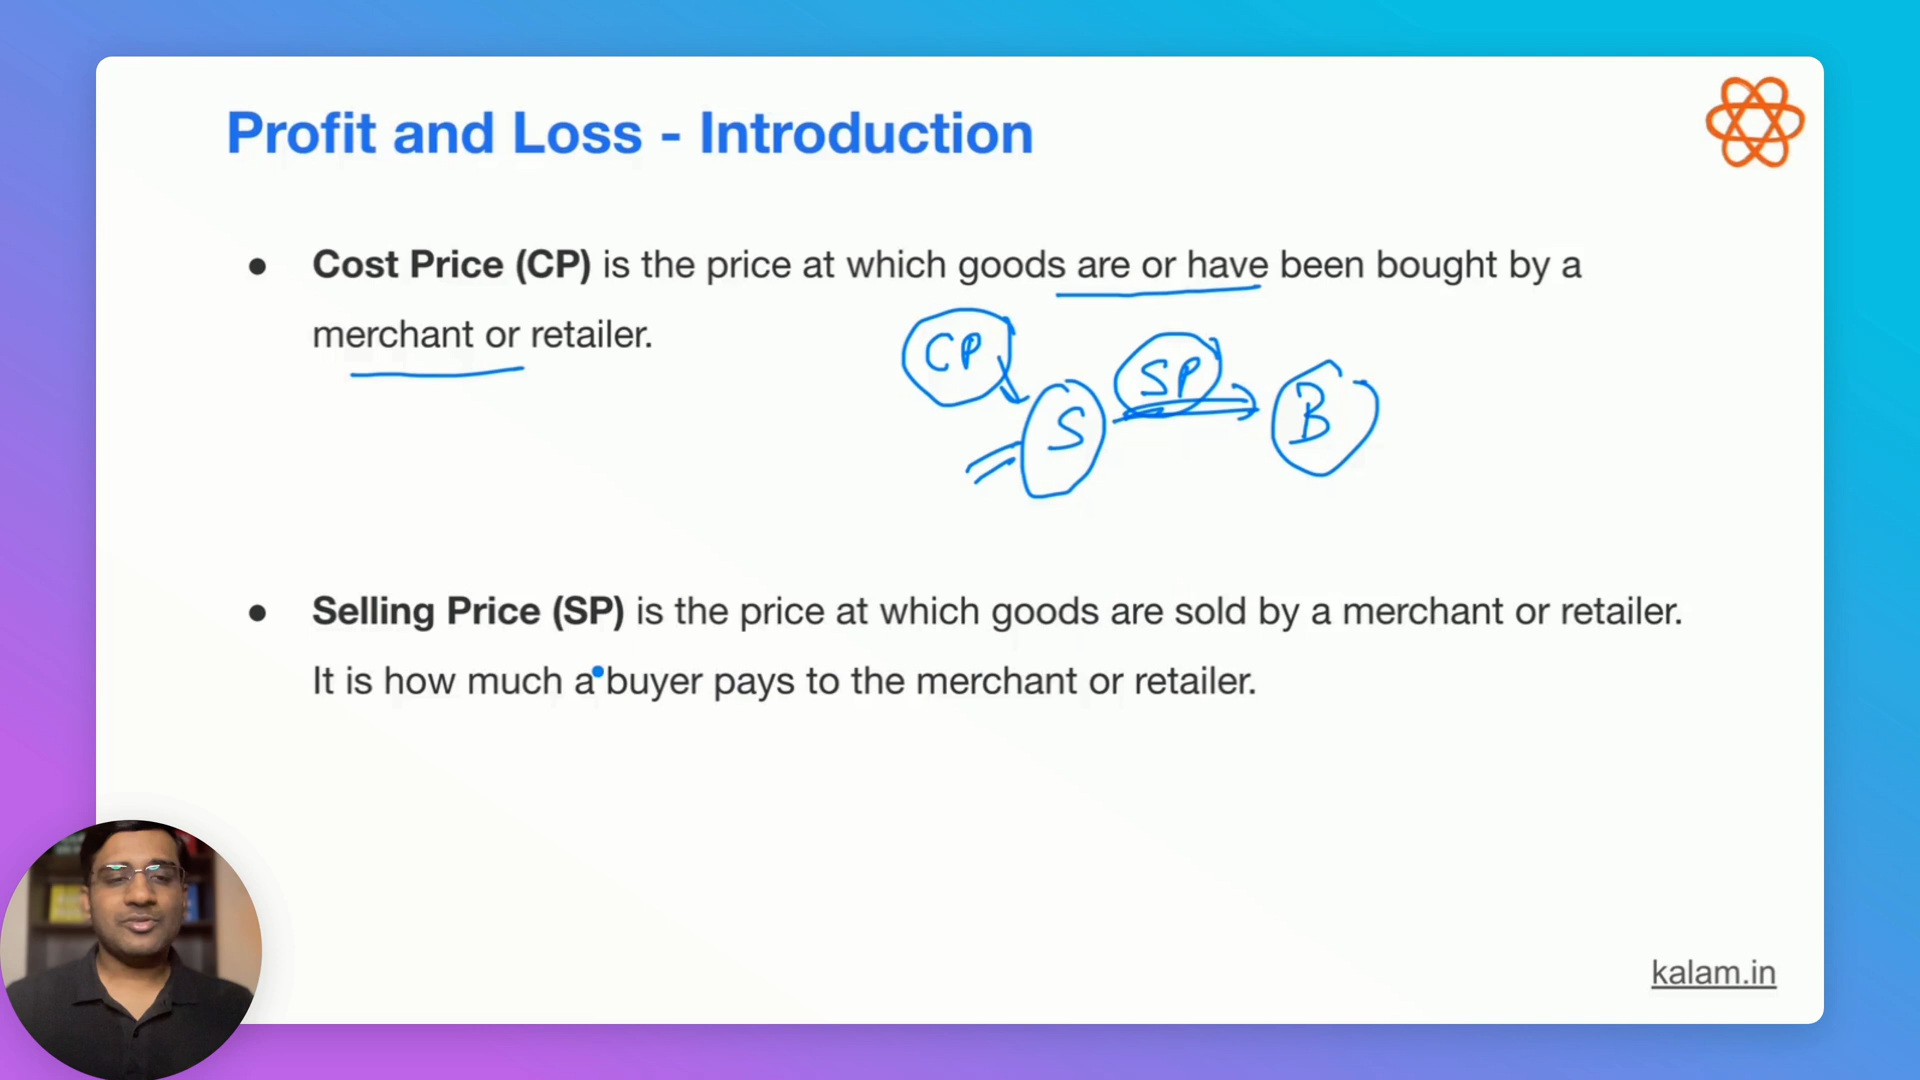 Profit and Loss - Introduction
● Cost Price (CP) is the price at which goods are or have been bought by a
merchant or retailer.
CP
SP
S
B
● Selling Price (SP) is the price at which goods are sold by a merchant or retailer.
It is how much a buyer pays to the merchant or retailer.
kalam.in